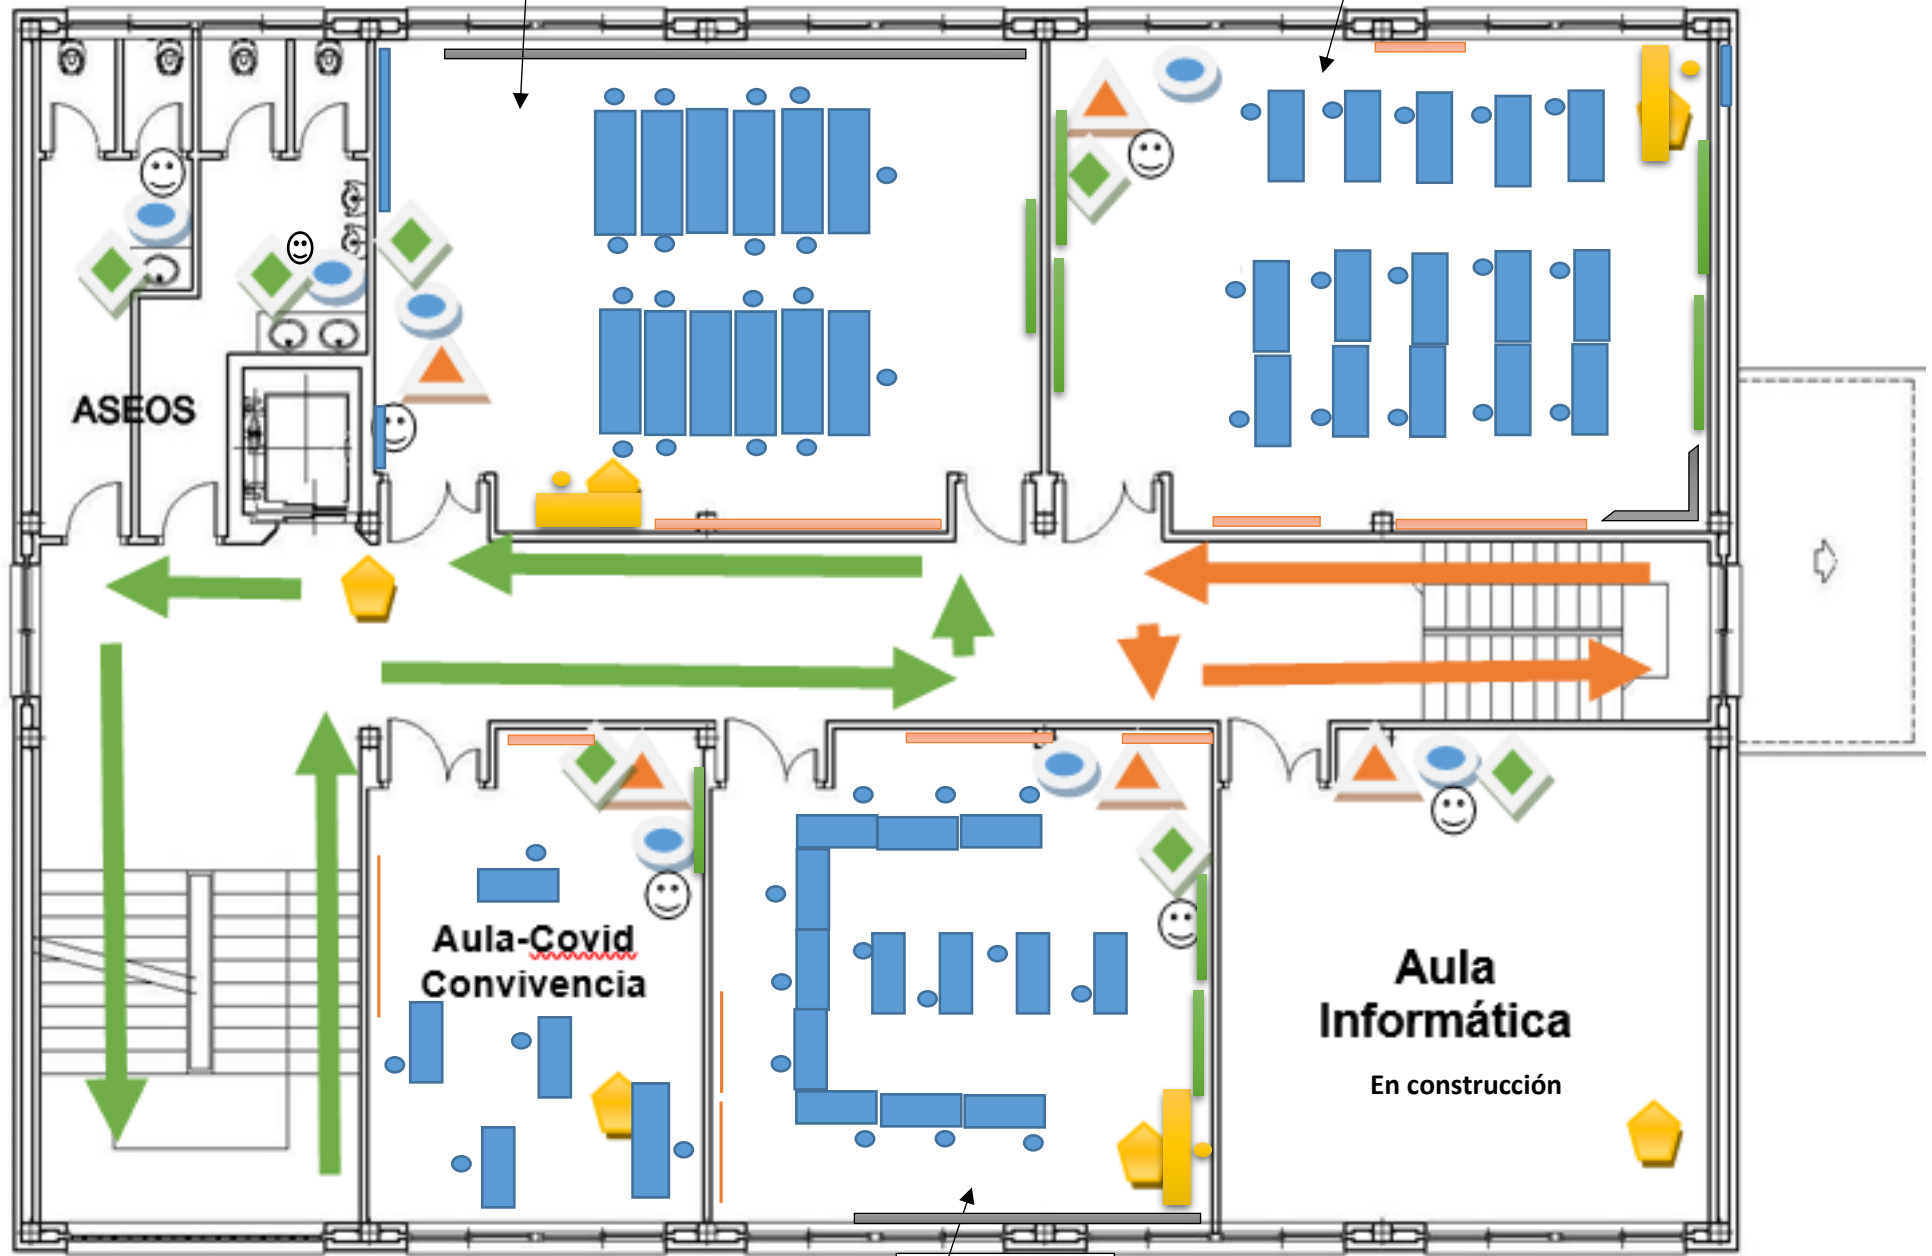 ASEOS
Aula-Covid
Convivencia
Aula
Informática
En construcción